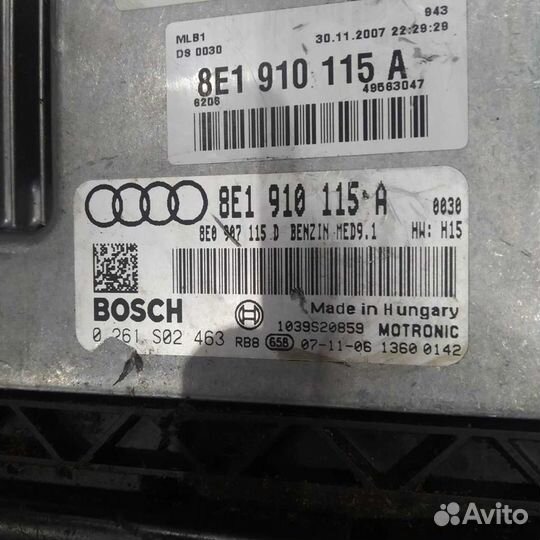 MLB1 30.11.2007 22:29:29 943
DS 0030
8E1 910 115 A
6206 49563047
8E1 910 115 A 0030
8E0 907 115 D BENZIN MED9.1 HW: H15
BOSCH Made in Hungary
1039S20859 MOTRONIC
0 261 S02 463 RB8 658 07-11-06 1360 0142
Avito